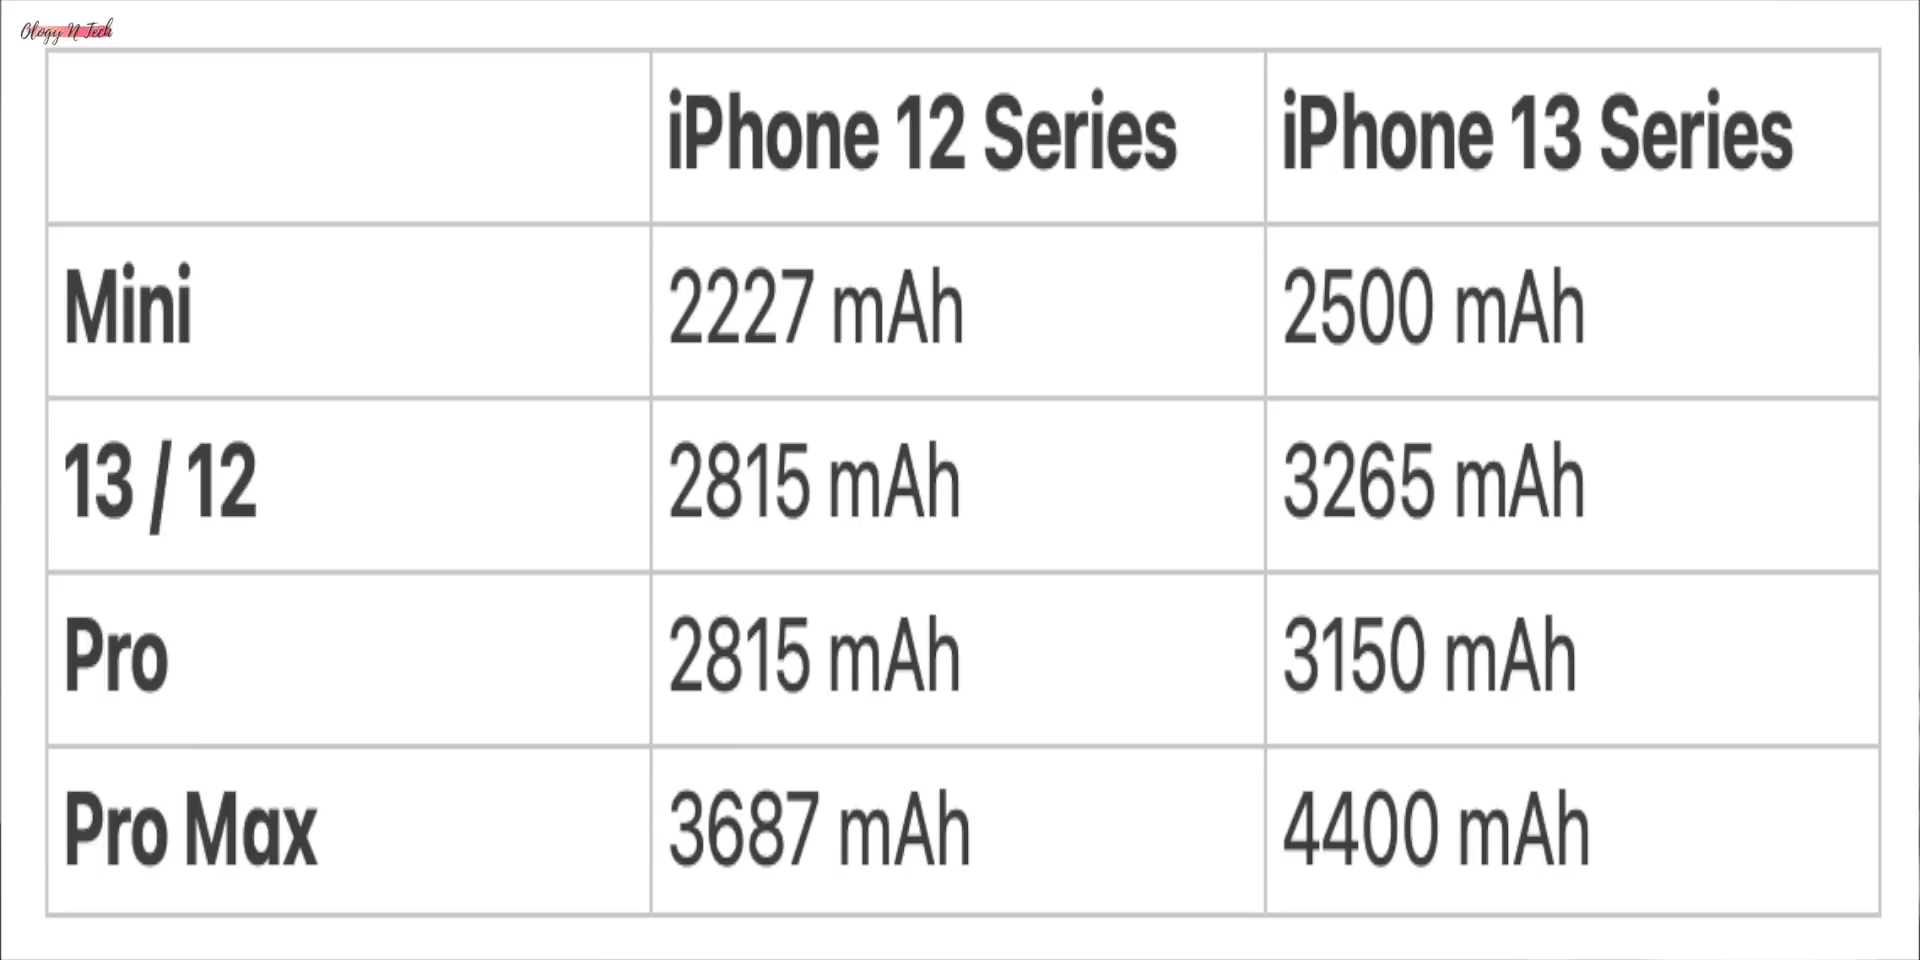 Ology N Tech
iPhone 12 Series iPhone 13 Series
Mini 2227 mAh 2500 mAh
13 / 12 2815 mAh 3265 mAh
Pro 2815 mAh 3150 mAh
Pro Max 3687 mAh 4400 mAh